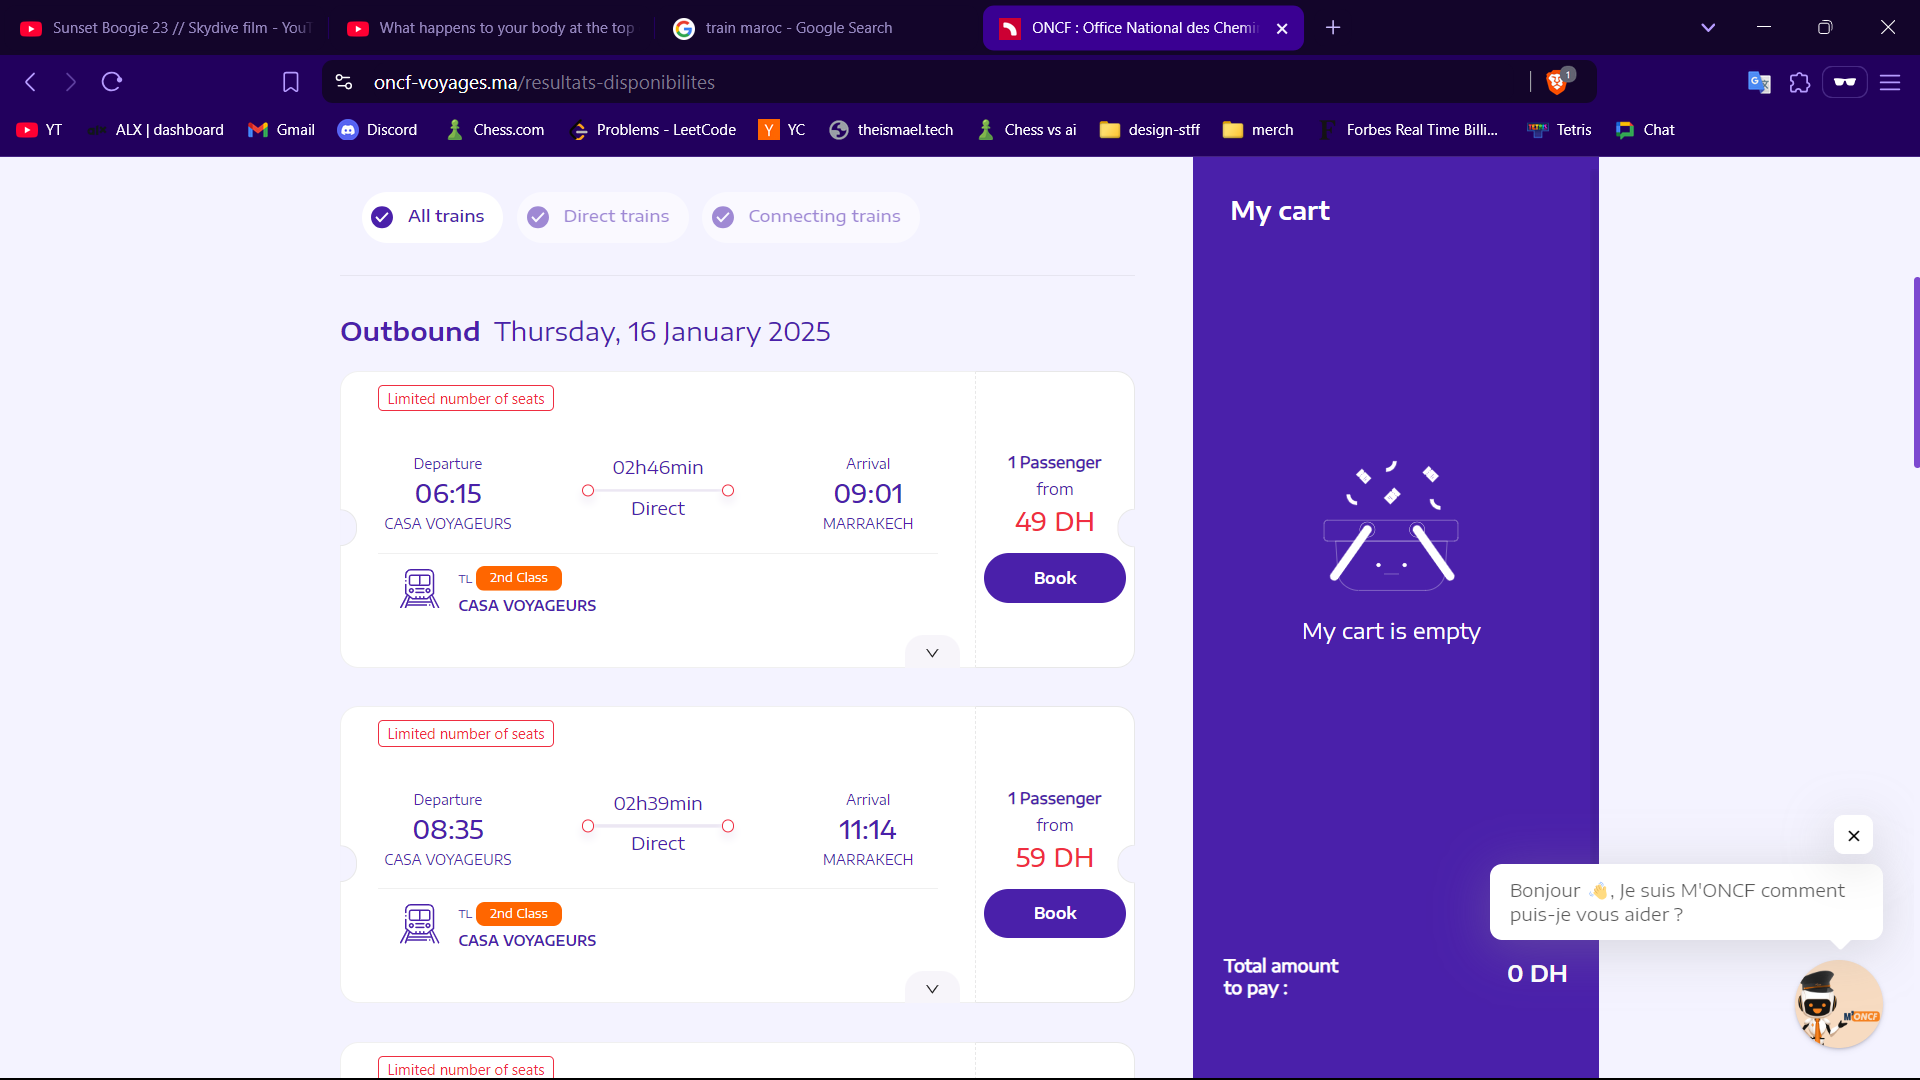 Sunset Boogie 23 // Skydive film - YouT
What happens to your body at the top
train maroc - Google Search
ONCF : Office National des Chemi
oncf-voyages.ma/resultats-disponibilites
1
YT
ALX | dashboard
Gmail
Discord
Chess.com
Problems - LeetCode
Y YC
theismael.tech
Chess vs ai
design-stff
merch
Forbes Real Time Billi...
Tetris
Chat
All trains
Direct trains
Connecting trains
Outbound Thursday, 16 January 2025
Limited number of seats
Departure
06:15
CASA VOYAGEURS
02h46min
Direct
Arrival
09:01
MARRAKECH
TL 2nd Class
CASA VOYAGEURS
1 Passenger
from
49 DH
Book
Limited number of seats
Departure
08:35
CASA VOYAGEURS
02h39min
Direct
Arrival
11:14
MARRAKECH
TL 2nd Class
CASA VOYAGEURS
1 Passenger
from
59 DH
Book
Limited number of seats
My cart
My cart is empty
Total amount
to pay :
0 DH
Bonjour 👋, Je suis M'ONCF comment
puis-je vous aider ?
M'ONCF